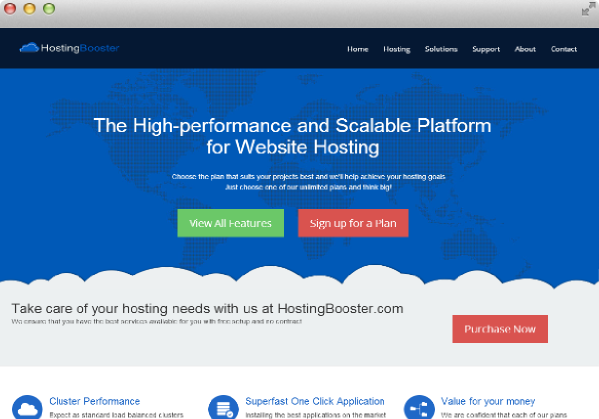 HostingBooster
Home Hosting Solutions Support About Contact
The High-performance and Scalable Platform
for Website Hosting
Choose the plan that suits your projects best and we'll help achieve your hosting goals
Just choose one of our unlimited plans and think big!
View All Features Sign up for a Plan
Take care of your hosting needs with us at HostingBooster.com
We ensure that you have the best services available for you with free setup and no contract
Purchase Now
Cluster Performance Superfast One Click Application Value for your money
Expect as standard load balanced clusters Installing the best applications on the market We are confident that each of our plans